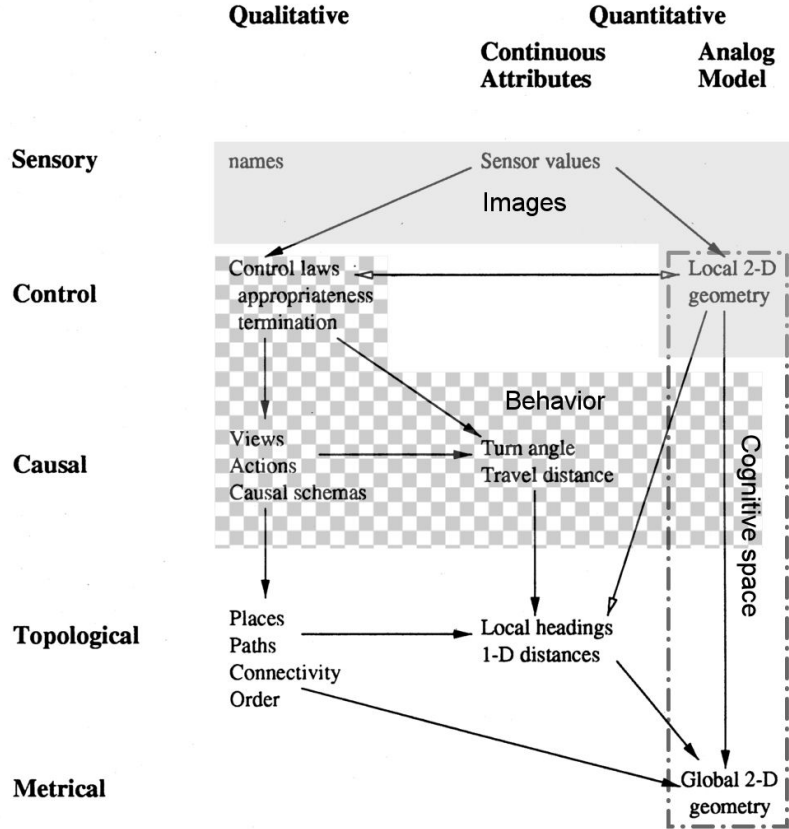 Qualitative
Quantitative
Continuous
Attributes
Analog
Model
Sensory
names
Sensor values
Images
Control
Control laws
appropriateness
termination
Local 2-D
geometry
Behavior
Causal
Views
Actions
Causal schemas
Turn angle
Travel distance
Cognitive space
Topological
Places
Paths
Connectivity
Order
Local headings
1-D distances
Metrical
Global 2-D
geometry